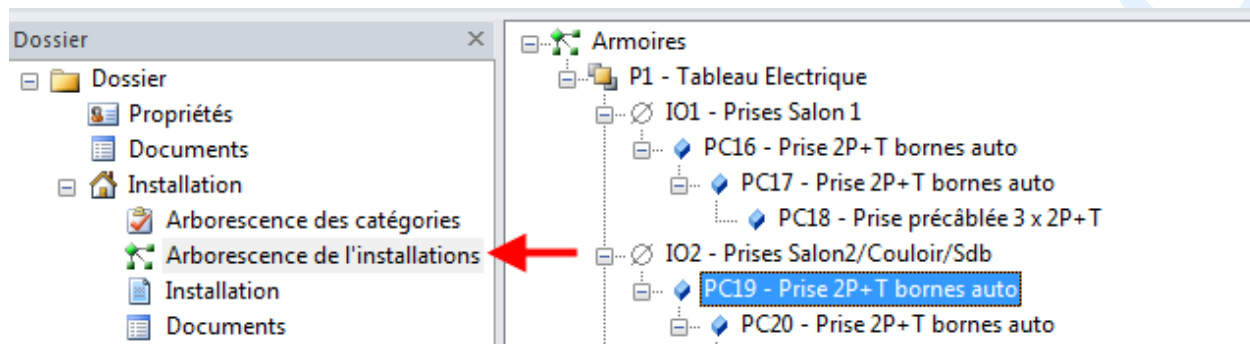 Dossier
Dossier
Propriétés
Documents
Installation
Arborescence des catégories
Arborescence de l'installations
Installation
Documents
Armoires
P1 - Tableau Electrique
IO1 - Prises Salon 1
PC16 - Prise 2P+T bornes auto
PC17 - Prise 2P+T bornes auto
PC18 - Prise précâblée 3 x 2P+T
IO2 - Prises Salon2/Couloir/Sdb
PC19 - Prise 2P+T bornes auto
PC20 - Prise 2P+T bornes auto